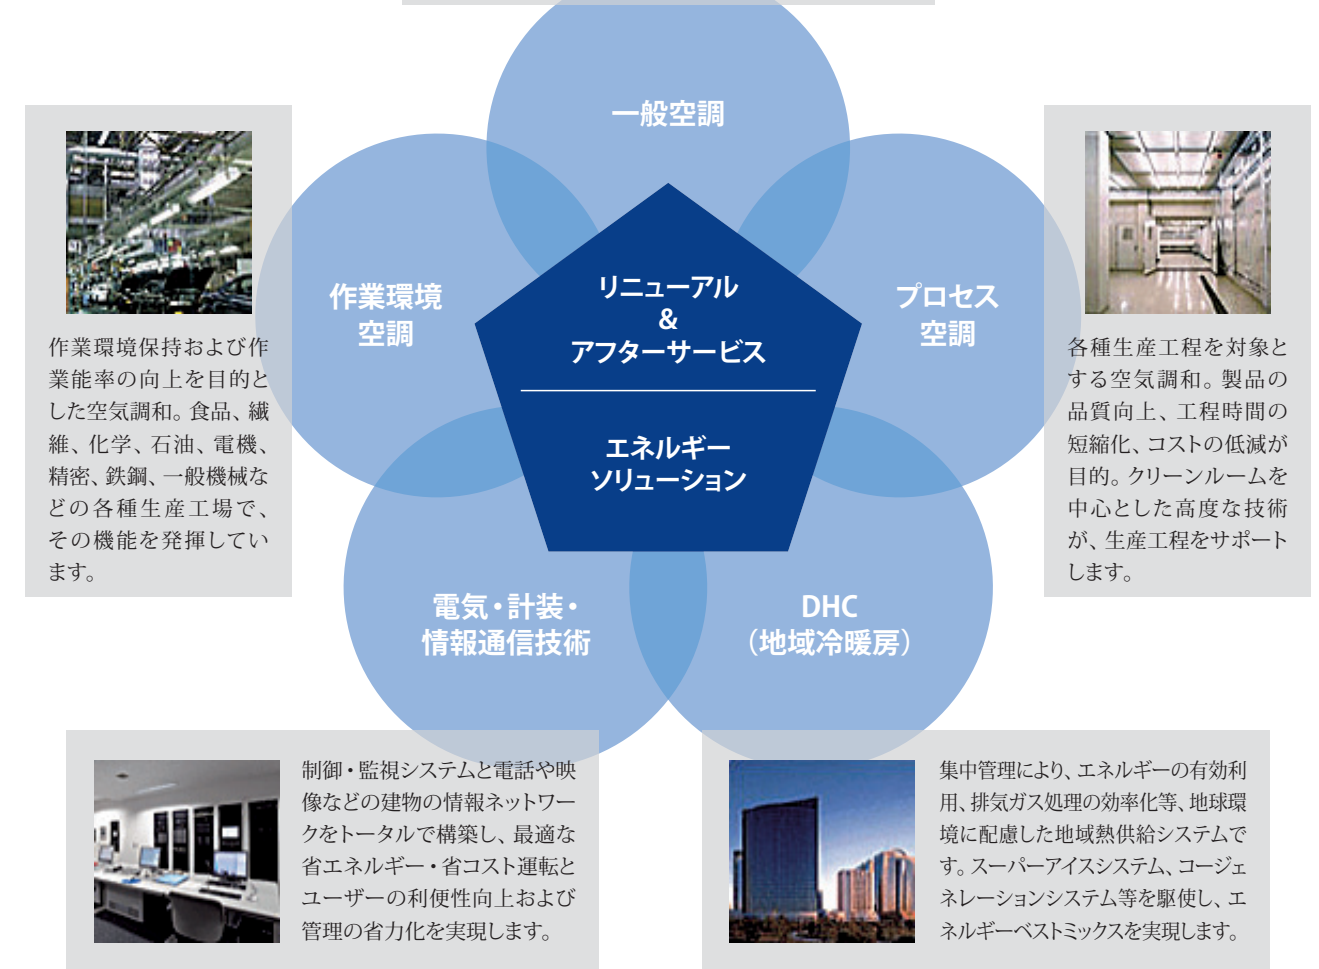 一般空調
作業環境
空調
プロセス
空調
リニューアル
&
アフターサービス
エネルギー
ソリューション
電気・計装・
情報通信技術
DHC
（地域冷暖房）
作業環境保持および作
業能率の向上を目的と
した空気調和。食品、繊
維、化学、石油、電機、
精密、鉄鋼、一般機械な
どの各種生産工場で、
その機能を発揮してい
ます。
各種生産工程を対象と
する空気調和。製品の
品質向上、工程時間の
短縮化、コストの低減が
目的。クリーンルームを
中心とした高度な技術
が、生産工程をサポート
します。
制御・監視システムと電話や映
像などの建物の情報ネットワー
クをトータルで構築し、最適な
省エネルギー・省コスト運転と
ユーザーの利便性向上および
管理の省力化を実現します。
集中管理により、エネルギーの有効利
用、排気ガス処理の効率化等、地球環
境に配慮した地域熱供給システムで
す。スーパーアイスシステム、コージェ
ネレーションシステム等を駆使し、エ
ネルギーベストミックスを実現します。